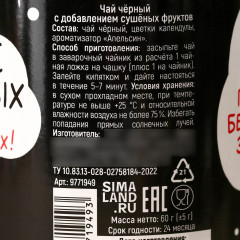 Чай чёрный
с добавлением сушёных фруктов
Состав: чай чёрный, цветки календулы,
ароматизатор «Апельсин».
Способ приготовления: засыпьте чай
в заварочный чайник из расчёта 1 чай-
ная ложка на чашку (плюс 1 на чайник).
Залейте кипятком и дайте настояться
в течение 5-7 минут. Условия хранения:
в сухом прохладном месте, при темпе-
ратуре не выше +25 °C и относительной
влажности воздуха не более 75 %. Избегать
попадания прямых солнечных лучей.
Изготовитель:
ТУ 10.83.13-028-02758184-2022
Арт.: 9771949
SIMA
LAND
.RU
EAC
21
Масса: 60 г (±5 г)
Срок годности: 24 месяца